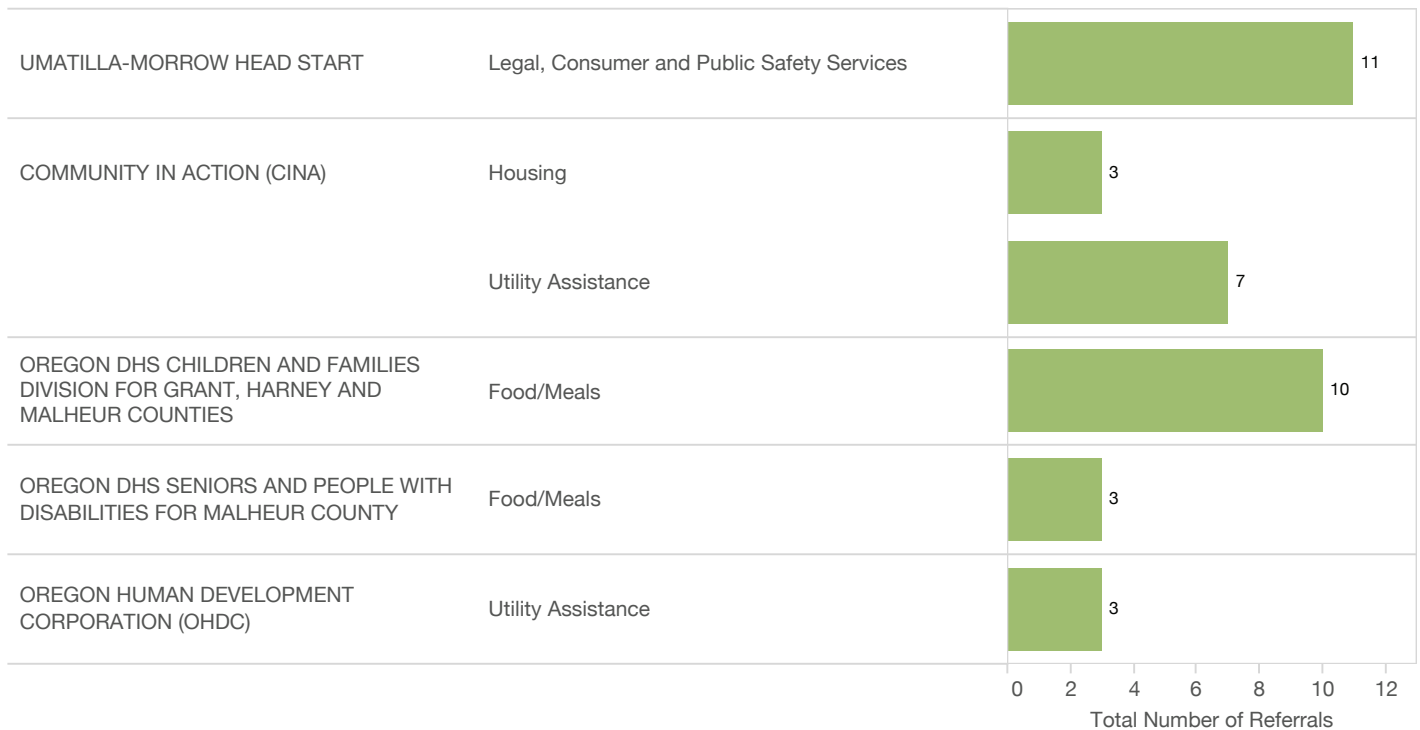 UMATILLA-MORROW HEAD START
Legal, Consumer and Public Safety Services
11
COMMUNITY IN ACTION (CINA)
Housing
3
Utility Assistance
7
OREGON DHS CHILDREN AND FAMILIES
DIVISION FOR GRANT, HARNEY AND
MALHEUR COUNTIES
Food/Meals
10
OREGON DHS SENIORS AND PEOPLE WITH
DISABILITIES FOR MALHEUR COUNTY
Food/Meals
3
OREGON HUMAN DEVELOPMENT
CORPORATION (OHDC)
Utility Assistance
3
0 2 4 6 8 10 12
Total Number of Referrals